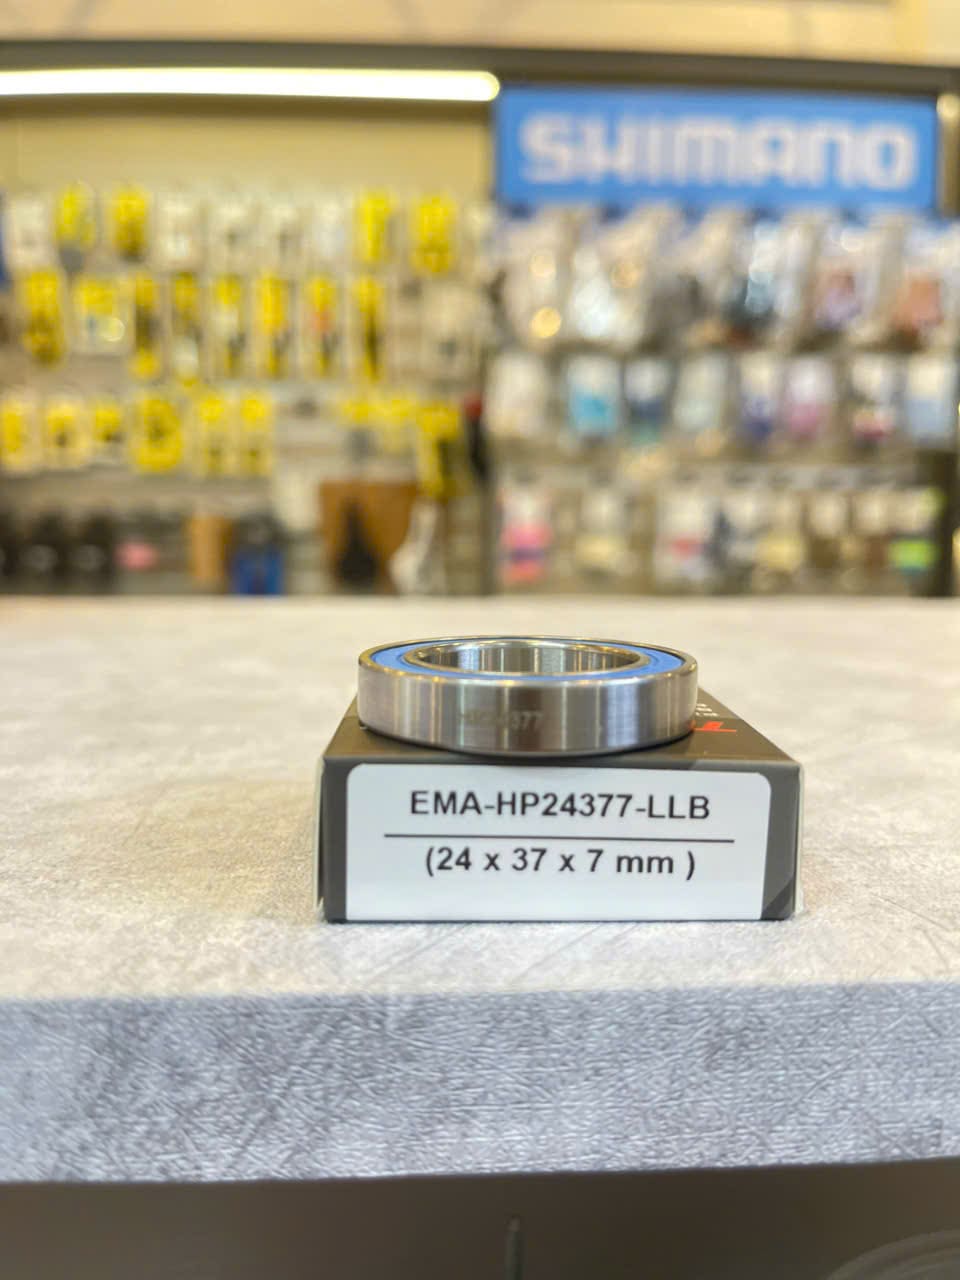 SHIMANO
EMA-HP24377-LLB
(24 x 37 x 7 mm )